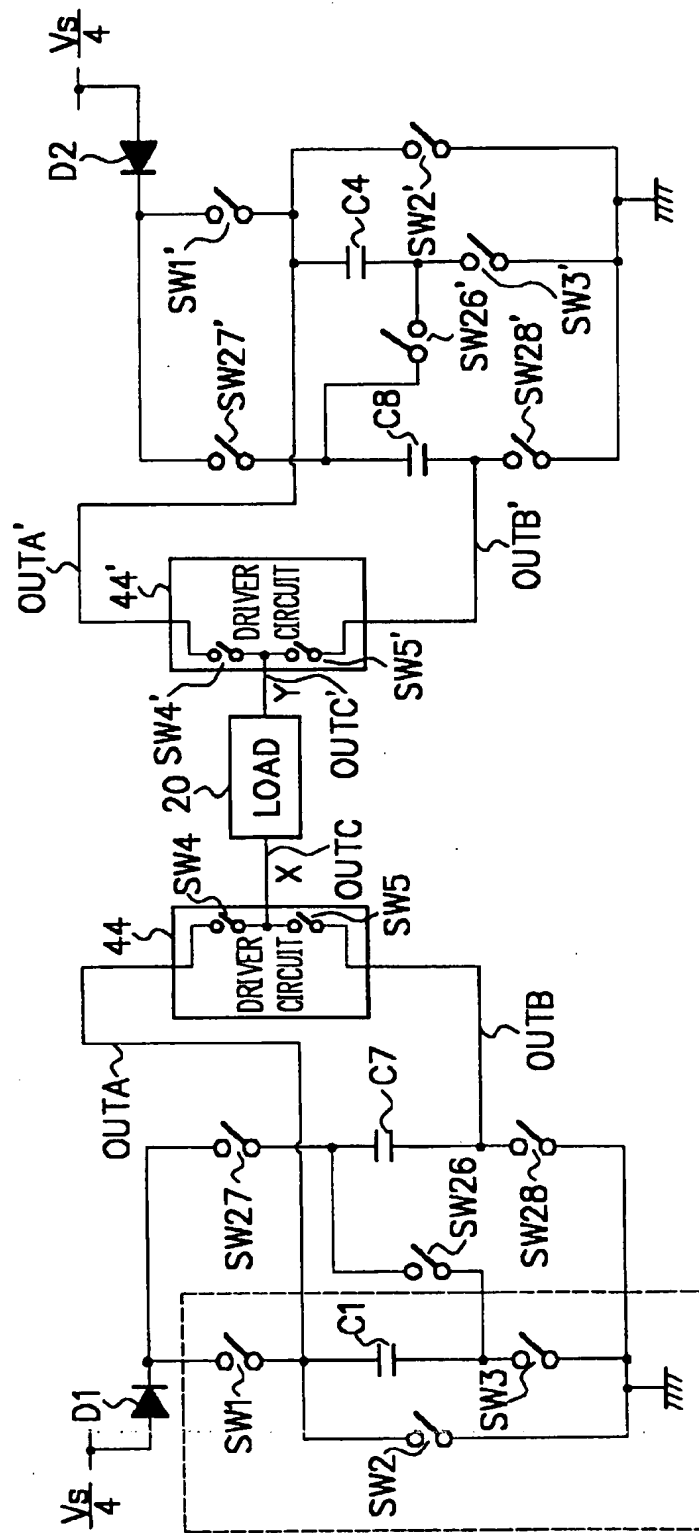 Vs
4
D1
SW1
SW2
C1
SW3
SW27
SW26
C7
SW28
OUTA
OUTB
44
DRIVER
CIRCUIT
SW4
SW5
X
OUTC
20
LOAD
Y
OUTC'
SW4'
44'
DRIVER
CIRCUIT
SW5'
OUTA'
OUTB'
SW27'
C8
SW28'
SW26'
SW1'
C4
SW3'
SW2'
D2
Vs
4